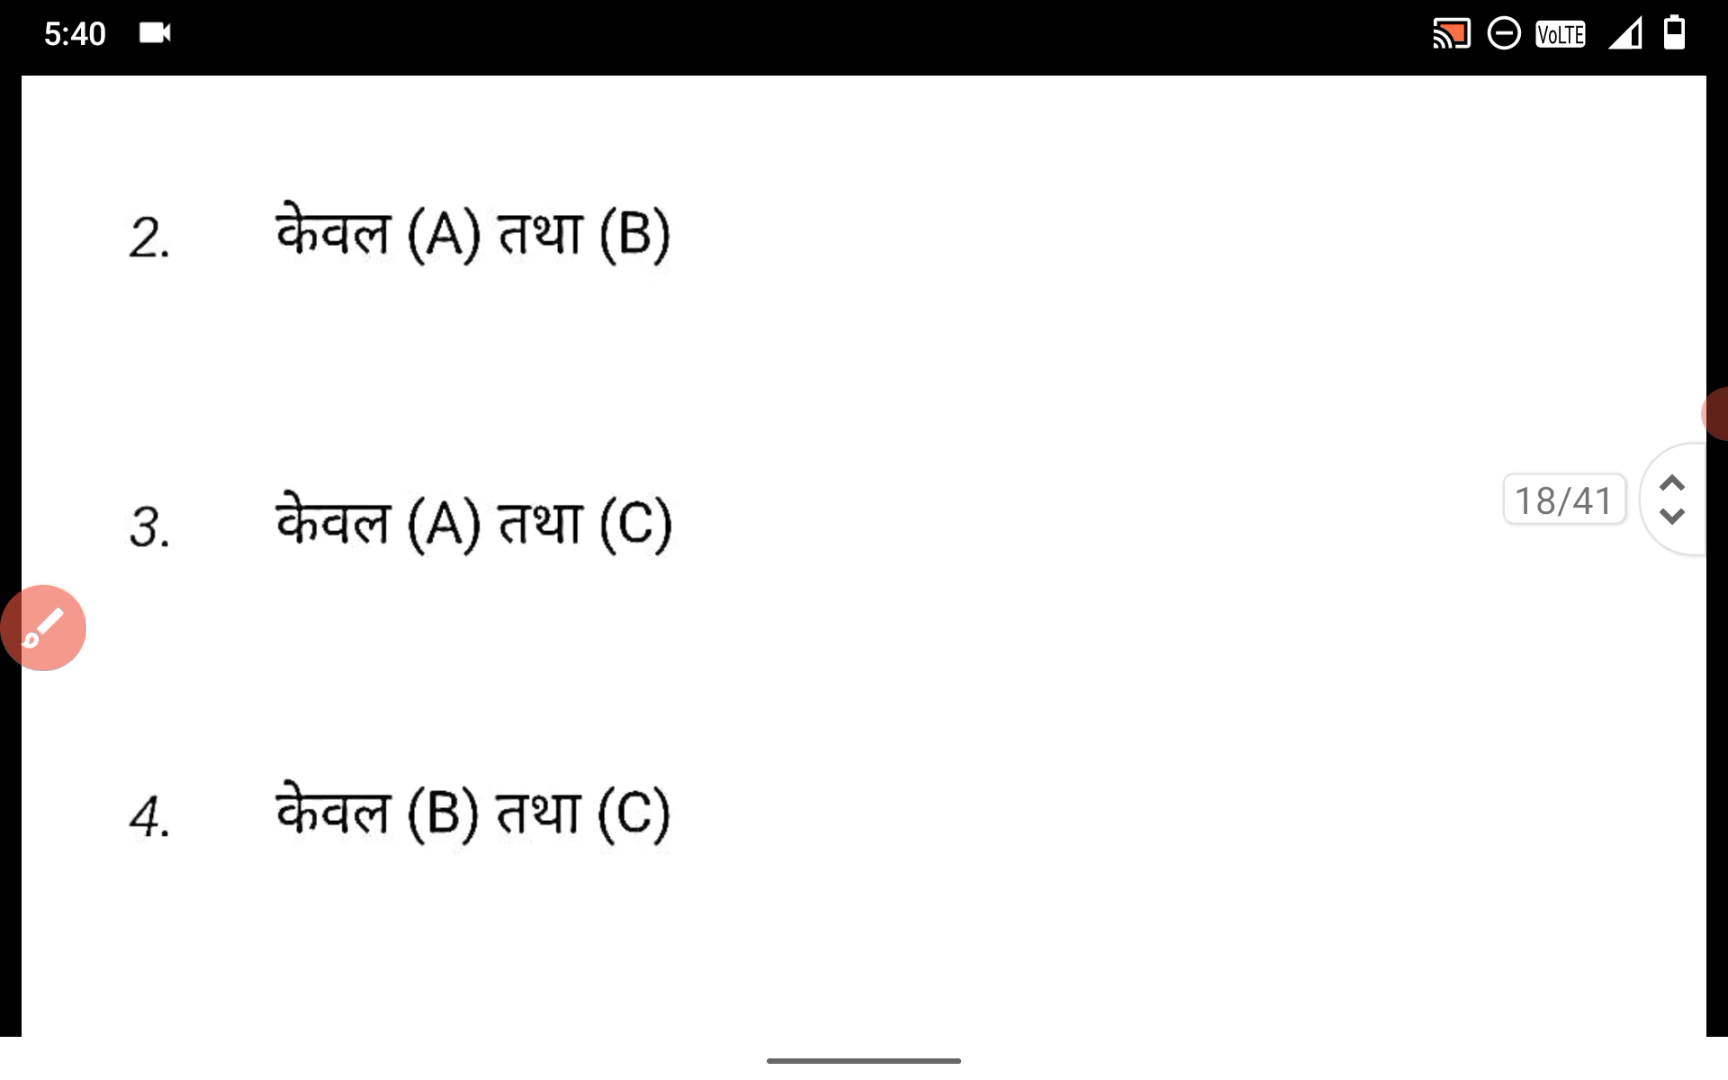 5:40
VoLTE
2. केवल (A) तथा (B)
3. केवल (A) तथा (C)
18/41
4. केवल (B) तथा (C)